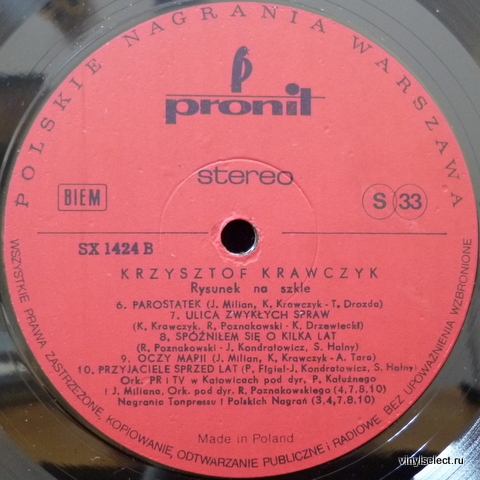 POLSKIE NAGRANIA WARSZAWA
pronit
stereo
BIEM
S 33
SX 1424 B
KRZYSZTOF KRAWCZYK
Rysunek na szkle
6. PAROSTATEK (J. Milian, K. Krawczyk - T. Drozda)
7. ULICA ZWYKŁYCH SPRAW
(K. Krawczyk, R. Poznakowski - K. Drzewiecki)
8. SPÓŹNIŁEM SIĘ O KILKA LAT
(R. Poznakowski - J. Kondratowicz, S. Halny)
9. OCZY MAPII (J. Milian, K. Krawczyk - A. Tara)
10. PRZYJACIELE SPRZED LAT (P. Figiel-J. Kondratowicz, S. Halny)
Ork. PR i TV w Katowicach pod dyr. P. Kałużnego
i J. Miliana, Ork. pod dyr. R. Poznakowskiego (4,7,8,10)
Nagrania Tonpressu i Polskich Nagrań (3,4,7,8,10)
Made in Poland
WSZYSTKIE PRAWA ZASTRZEŻONE. KOPIOWANIE, ODTWARZANIE PUBLICZNE I RADIOWE BEZ UPOWAŻNIENIA WZBRONIONE
vinylselect.ru